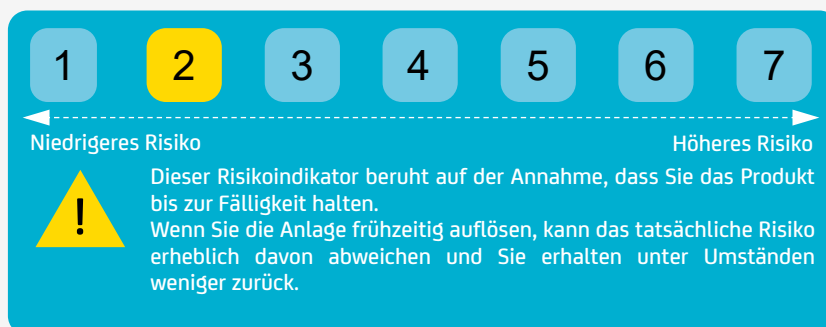 1 2 3 4 5 6 7
Niedrigeres Risiko Höheres Risiko
! Dieser Risikoindikator beruht auf der Annahme, dass Sie das Produkt
bis zur Fälligkeit halten.
Wenn Sie die Anlage frühzeitig auflösen, kann das tatsächliche Risiko
erheblich davon abweichen und Sie erhalten unter Umständen
weniger zurück.